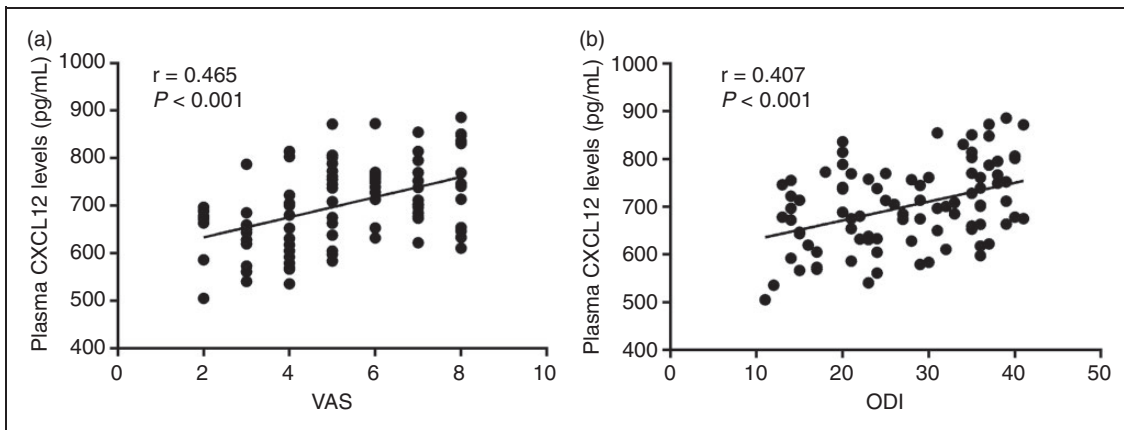 (a)
Plasma CXCL12 levels (pg/mL)
1000
900
800
700
600
500
400
r = 0.465
P < 0.001
0
2
4
6
8
10
VAS
(b)
Plasma CXCL12 levels (pg/mL)
1000
900
800
700
600
500
400
r = 0.407
P < 0.001
0
10
20
30
40
50
ODI